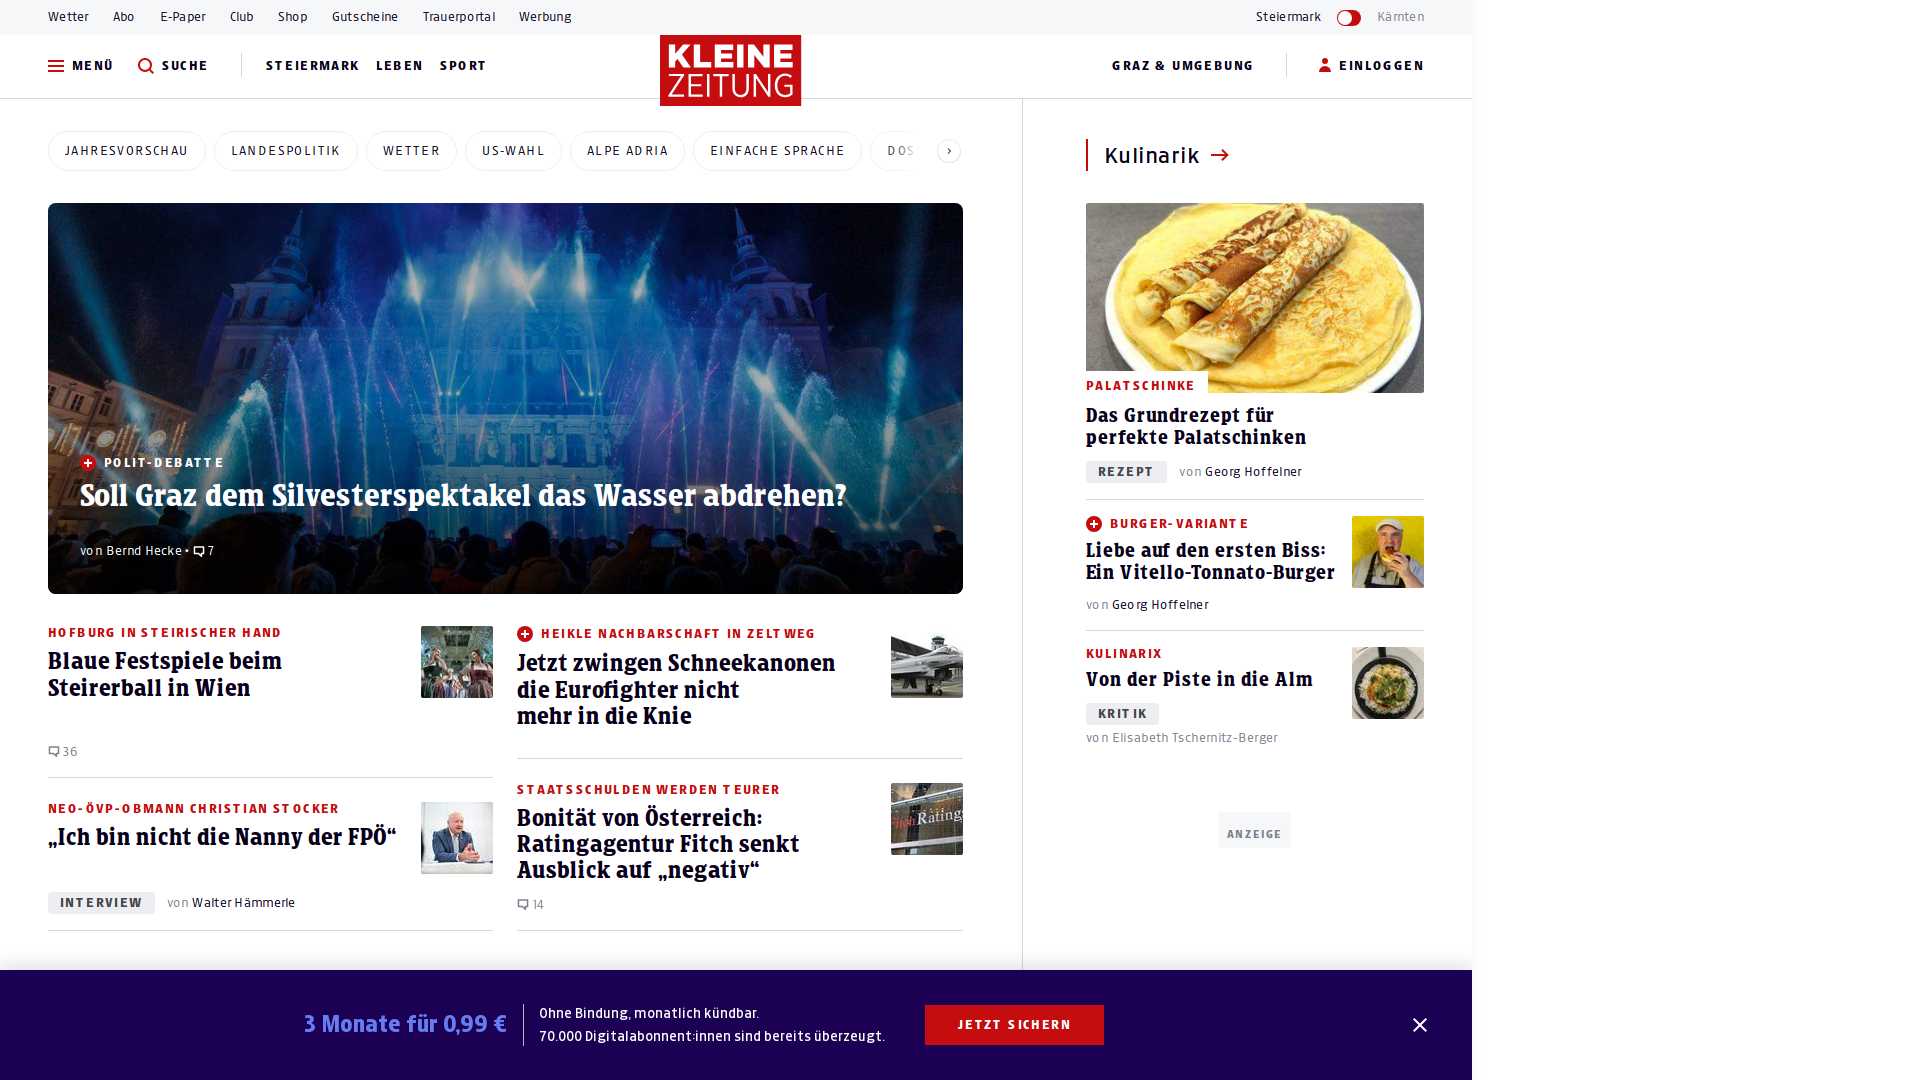 Wetter Abo E-Paper Club Shop Gutscheine Trauerportal Werbung Steiermark Kärnten
MENÜ SUCHE STEIERMARK LEBEN SPORT KLEINE ZEITUNG GRAZ & UMGEBUNG EINLOGGEN
JAHRESVORSCHAU LANDESPOLITIK WETTER US-WAHL ALPE ADRIA EINFACHE SPRACHE DOS
POLIT-DEBATTE
Soll Graz dem Silvesterspektakel das Wasser abdrehen?
von Bernd Hecke • 7
HOFBURG IN STEIRISCHER HAND
Blaue Festspiele beim
Steirerball in Wien
36
HEIKLE NACHBARSCHAFT IN ZELTWEG
Jetzt zwingen Schneekanonen
die Eurofighter nicht
mehr in die Knie
NEO-ÖVP-OBMANN CHRISTIAN STOCKER
„Ich bin nicht die Nanny der FPÖ“
INTERVIEW von Walter Hämmerle
STAATSSCHULDEN WERDEN TEURER
Bonität von Österreich:
Ratingagentur Fitch senkt
Ausblick auf „negativ“
14
Fitch Ratings
Kulinarik
PALATSCHINKE
Das Grundrezept für
perfekte Palatschinken
REZEPT von Georg Hoffelner
BURGER-VARIANTE
Liebe auf den ersten Biss:
Ein Vitello-Tonnato-Burger
von Georg Hoffelner
KULINARIX
Von der Piste in die Alm
KRITIK
von Elisabeth Tschernitz-Berger
ANZEIGE
3 Monate für 0,99 €
Ohne Bindung, monatlich kündbar.
70.000 Digitalabonnent:innen sind bereits überzeugt.
JETZT SICHERN